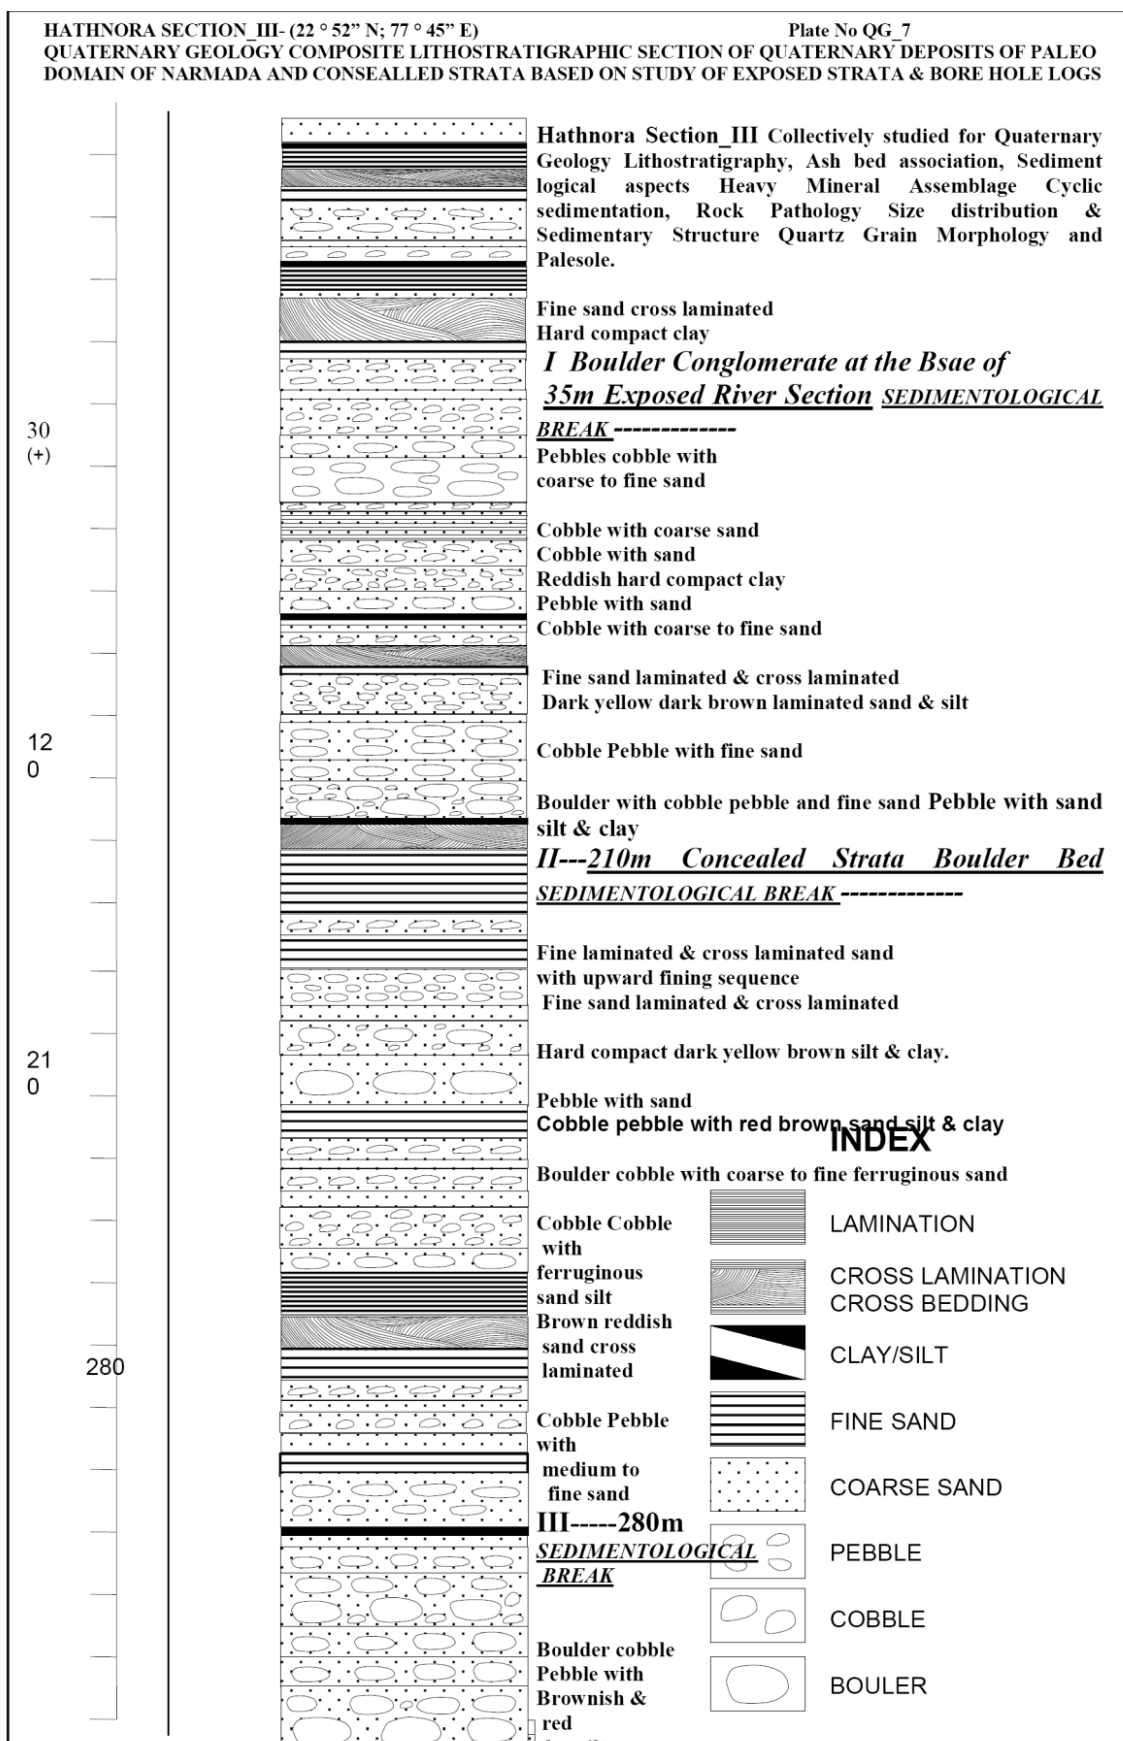 HATHNORA SECTION_III- (22 ° 52” N; 77 ° 45” E) Plate No QG_7
QUATERNARY GEOLOGY COMPOSITE LITHOSTRATIGRAPHIC SECTION OF QUATERNARY DEPOSITS OF PALEO
DOMAIN OF NARMADA AND CONSEALLED STRATA BASED ON STUDY OF EXPOSED STRATA & BORE HOLE LOGS
Hathnora Section_III Collectively studied for Quaternary
Geology Lithostratigraphy, Ash bed association, Sediment
logical aspects Heavy Mineral Assemblage Cyclic
sedimentation, Rock Pathology Size distribution &
Sedimentary Structure Quartz Grain Morphology and
Palesole.
Fine sand cross laminated
Hard compact clay
I Boulder Conglomerate at the Bsae of
35m Exposed River Section SEDIMENTOLOGICAL
BREAK -------------
30
(+)
Pebbles cobble with
coarse to fine sand
Cobble with coarse sand
Cobble with sand
Reddish hard compact clay
Pebble with sand
Cobble with coarse to fine sand
Fine sand laminated & cross laminated
Dark yellow dark brown laminated sand & silt
12
0
Cobble Pebble with fine sand
Boulder with cobble pebble and fine sand Pebble with sand
silt & clay
II---210m Concealed Strata Boulder Bed
SEDIMENTOLOGICAL BREAK -------------
Fine laminated & cross laminated sand
with upward fining sequence
Fine sand laminated & cross laminated
21
0
Hard compact dark yellow brown silt & clay.
Pebble with sand
Cobble pebble with red brown sand silt & clay
INDEX
Boulder cobble with coarse to fine ferruginous sand
Cobble Cobble
with
ferruginous
sand silt
Brown reddish
sand cross
laminated
280
Cobble Pebble
with
medium to
fine sand
III-----280m
SEDIMENTOLOGICAL
BREAK
Boulder cobble
Pebble with
Brownish &
red
LAMINATION
CROSS LAMINATION
CROSS BEDDING
CLAY/SILT
FINE SAND
COARSE SAND
PEBBLE
COBBLE
BOULER